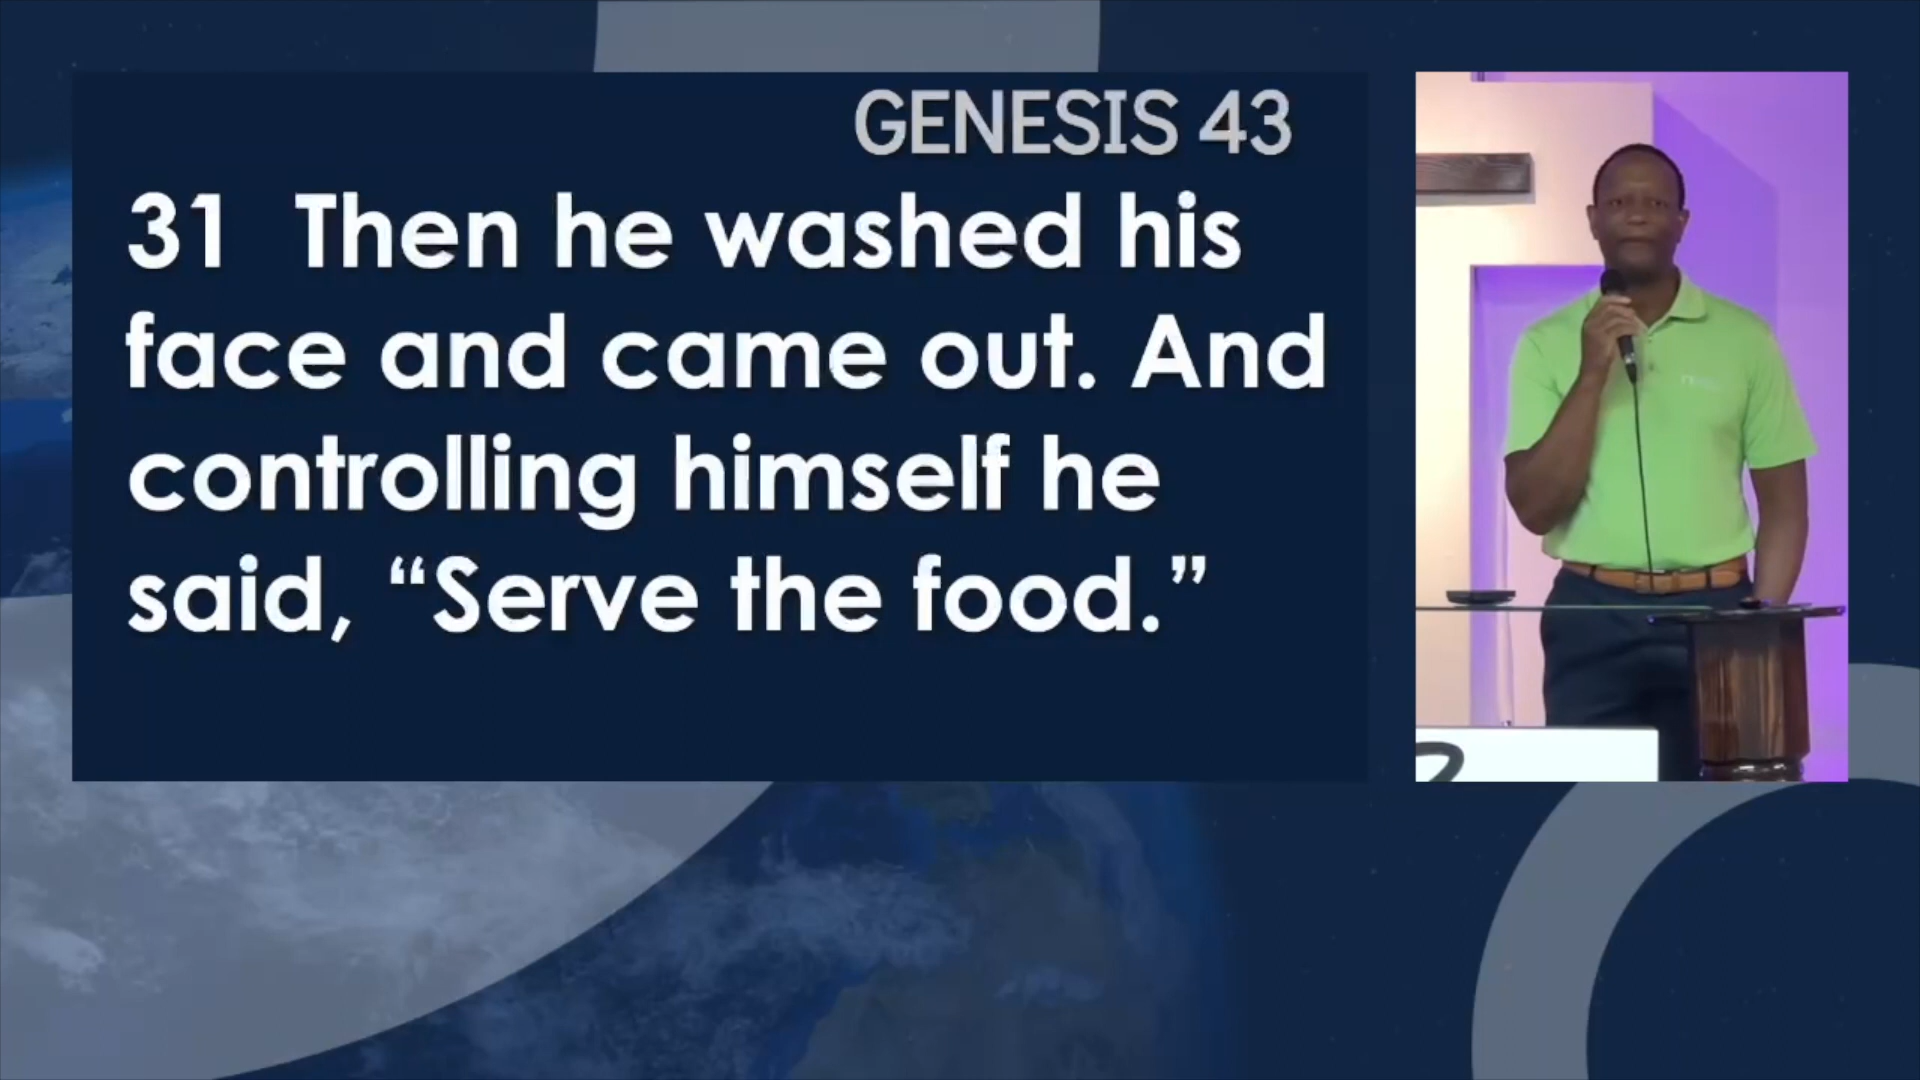 GENESIS 43
31 Then he washed his
face and came out. And
controlling himself he
said, “Serve the food.”